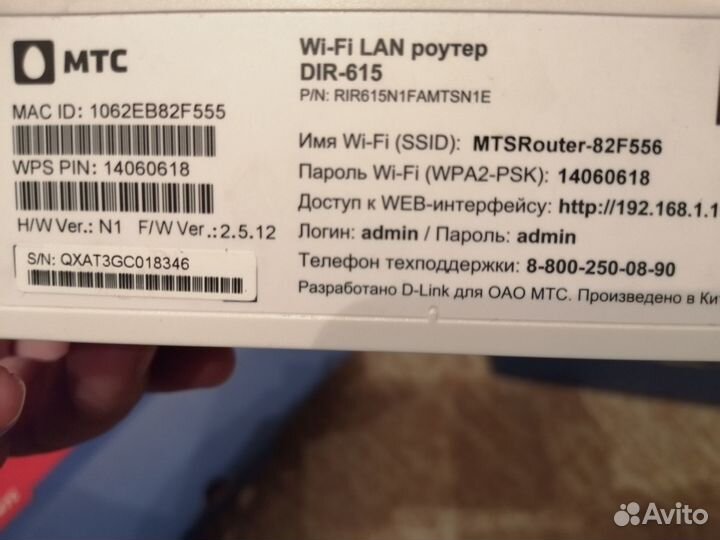 МТС
MAC ID: 1062EB82F555
WPS PIN: 14060618
H/W Ver.: N1 F/W Ver.: 2.5.12
S/N: QXAT3GC018346
Wi-Fi LAN роутер
DIR-615
P/N: RIR615N1FAMTSN1E
Имя Wi-Fi (SSID): MTSRouter-82F556
Пароль Wi-Fi (WPA2-PSK): 14060618
Доступ к WEB-интерфейсу: http://192.168.1.1
Логин: admin / Пароль: admin
Телефон техподдержки: 8-800-250-08-90
Разработано D-Link для ОАО МТС. Произведено в Кит
Avito